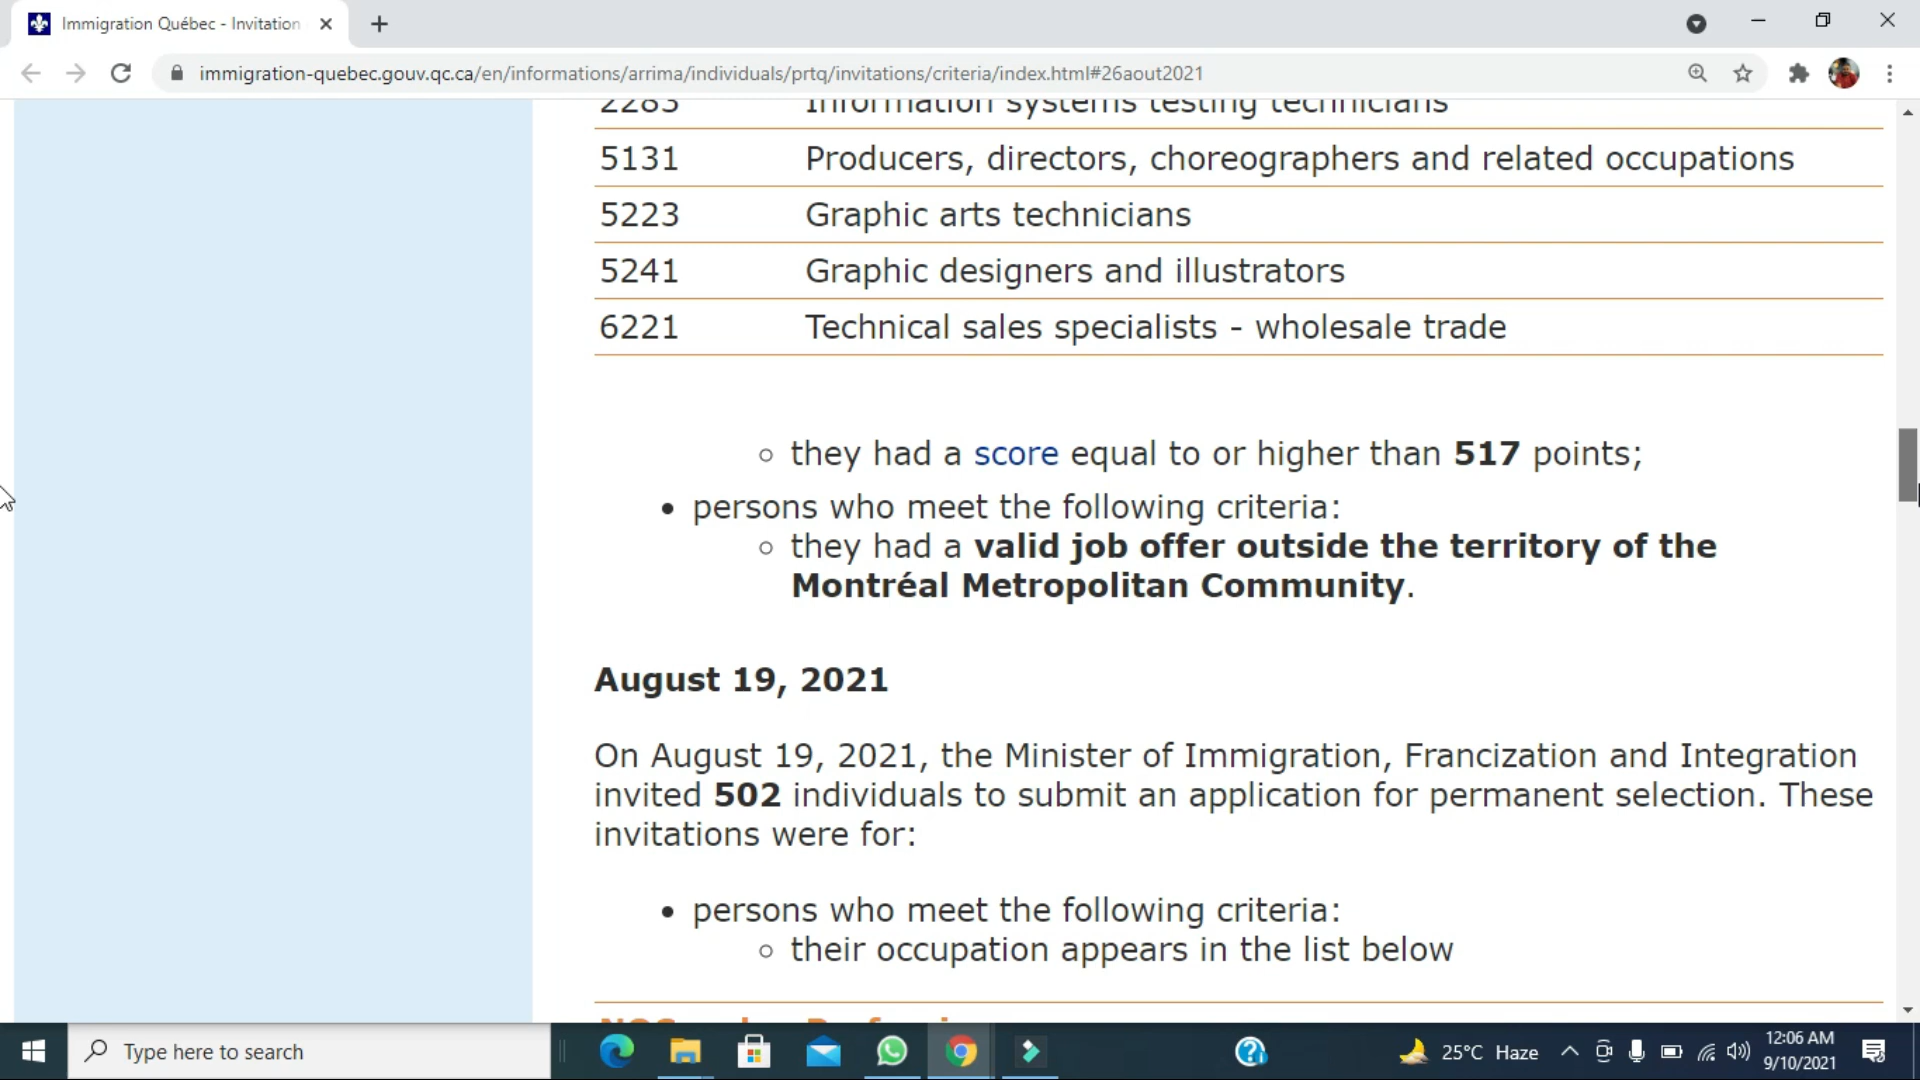 Immigration Québec - Invitation
immigration-quebec.gouv.qc.ca/en/informations/arrima/individuals/prtq/invitations/criteria/index.html#26aout2021
2283 Information systems testing technicians
5131 Producers, directors, choreographers and related occupations
5223 Graphic arts technicians
5241 Graphic designers and illustrators
6221 Technical sales specialists - wholesale trade
they had a score equal to or higher than 517 points;
persons who meet the following criteria:
they had a valid job offer outside the territory of the
Montréal Metropolitan Community.
August 19, 2021
On August 19, 2021, the Minister of Immigration, Francization and Integration
invited 502 individuals to submit an application for permanent selection. These
invitations were for:
persons who meet the following criteria:
their occupation appears in the list below
Type here to search
25°C Haze
12:06 AM
9/10/2021